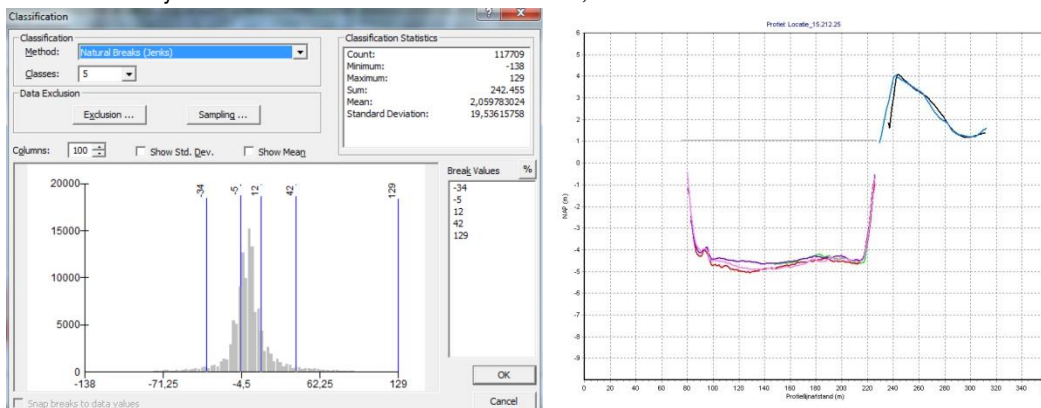 Classification
Classification
Method: Natural Breaks (Jenks)
Classes: 5
Data Exclusion
Exclusion ... Sampling ...
Classification Statistics
Count: 117709
Minimum: -138
Maximum: 129
Sum: 242.455
Mean: 2,059783024
Standard Deviation: 19,53615758
Columns: 100 Show Std. Dev. Show Mean
Break Values %
-34
-5
12
42
129
20000
15000
10000
5000
0
-34 -5 12 42 129
-138 -71,25 -4,5 62,25 129
OK
Snap breaks to data values
Cancel
Profiel: Locatie_15.212.25
NAP (m)
6
5
4
3
2
1
0
-1
-2
-3
-4
-5
-6
-7
-8
-9
0 20 40 60 80 100 120 140 160 180 200 220 240 260 280 300 320 340
Profiellijnafstand (m)